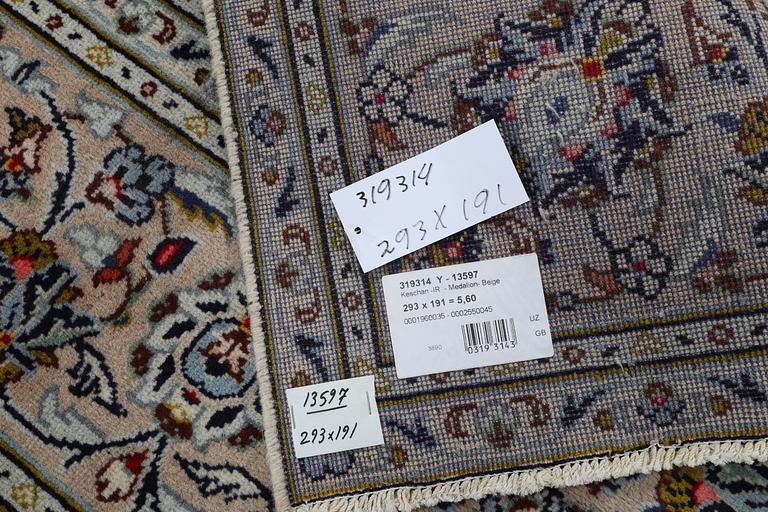 319314
293 X 191
319314 Y - 13597
Keschan -IR - Medalion- Beige
293 x 191 = 5,60
0001960035 - 0002550045
UZ
GB
3890
0319 3143
13597
293x191